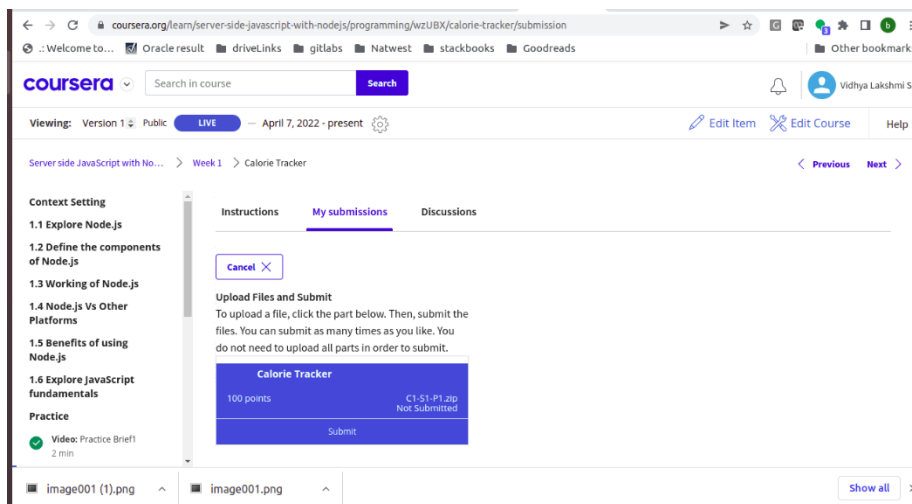 coursera.org/learn/server-side-javascript-with-nodejs/programming/wzUBX/calorie-tracker/submission
.: Welcome to... Oracle result driveLinks gitlabs Natwest stackbooks Goodreads Other bookmark
coursera Search in course Search Vidhya Lakshmi S
Viewing: Version 1 Public LIVE — April 7, 2022 - present Edit Item Edit Course Help
Server side JavaScript with No... > Week 1 > Calorie Tracker < Previous Next >
Context Setting
1.1 Explore Node.js
1.2 Define the components
of Node.js
1.3 Working of Node.js
1.4 Node.js Vs Other
Platforms
1.5 Benefits of using
Node.js
1.6 Explore JavaScript
fundamentals
Practice
Video: Practice Brief1
2 min
Instructions My submissions Discussions
Cancel
Upload Files and Submit
To upload a file, click the part below. Then, submit the
files. You can submit as many times as you like. You
do not need to upload all parts in order to submit.
Calorie Tracker
100 points C1-S1-P1.zip
Not Submitted
Submit
image001 (1).png image001.png Show all